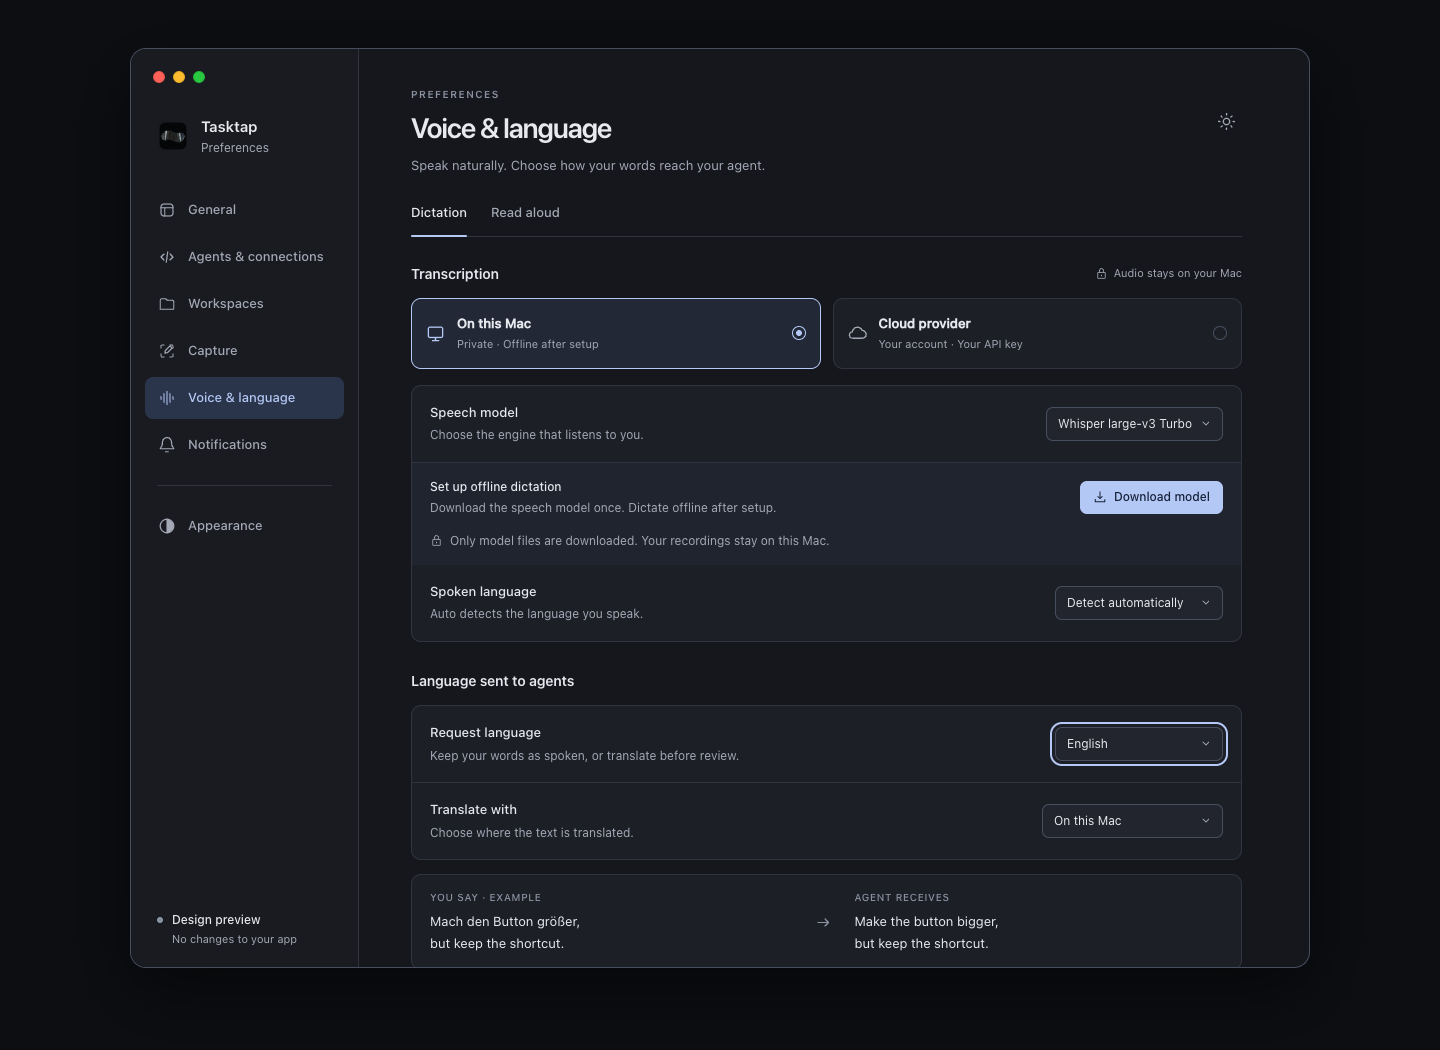 Tasktap
Preferences
General
Agents & connections
Workspaces
Capture
Voice & language
Notifications
Appearance
Design preview
No changes to your app
PREFERENCES
Voice & language
Speak naturally. Choose how your words reach your agent.
Dictation
Read aloud
Transcription
Audio stays on your Mac
On this Mac
Private · Offline after setup
Cloud provider
Your account · Your API key
Speech model
Choose the engine that listens to you.
Whisper large-v3 Turbo
Set up offline dictation
Download the speech model once. Dictate offline after setup.
Download model
Only model files are downloaded. Your recordings stay on this Mac.
Spoken language
Auto detects the language you speak.
Detect automatically
Language sent to agents
Request language
Keep your words as spoken, or translate before review.
English
Translate with
Choose where the text is translated.
On this Mac
YOU SAY · EXAMPLE
Mach den Button größer,
but keep the shortcut.
AGENT RECEIVES
Make the button bigger,
but keep the shortcut.